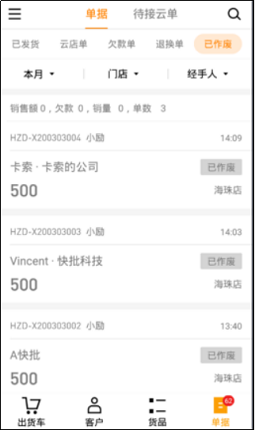 单据 待接云单
已发货 云店单 欠款单 退换单 已作废
本月 门店 经手人
销售额 0，欠款 0，销量 0，单数 3
HZD-X200303004 小励 14:09
卡索 · 卡索的公司 已作废
500 海珠店
HZD-X200303003 小励 14:03
Vincent · 快批科技 已作废
500 海珠店
HZD-X200303002 小励 13:40
A快批 已作废
500 海珠店
62
出货车 客户 货品 单据